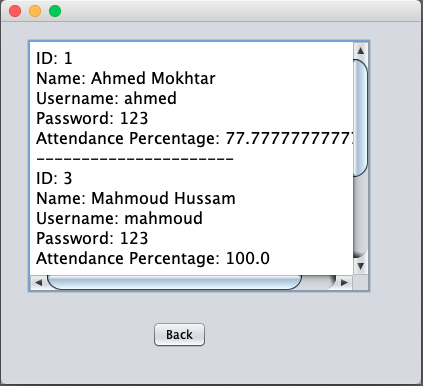 ID: 1
Name: Ahmed Mokhtar
Username: ahmed
Password: 123
Attendance Percentage: 77.7777777777
----------------------
ID: 3
Name: Mahmoud Hussam
Username: mahmoud
Password: 123
Attendance Percentage: 100.0
Back